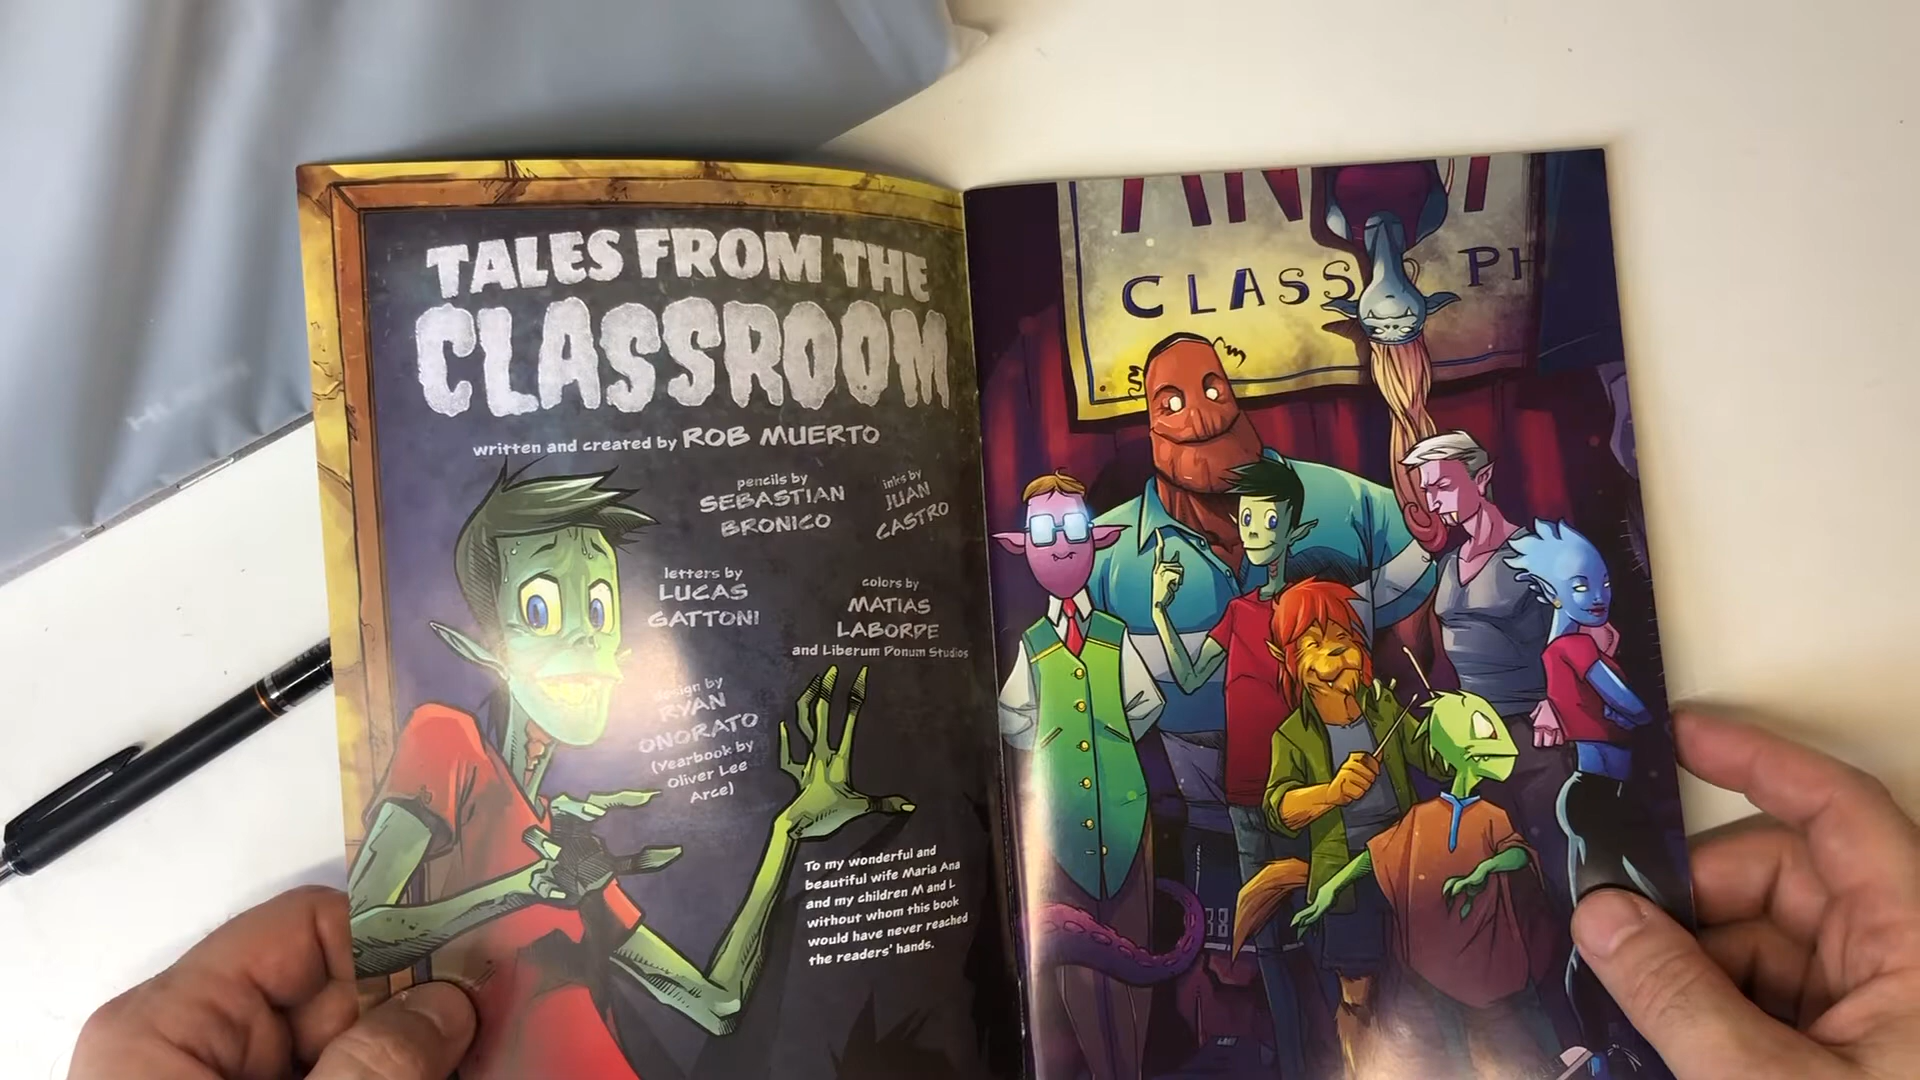 TALES FROM THE
CLASSROOM
written and created by ROB MUERTO
pencils by
SEBASTIAN
BRONICO
inks by
JUAN
CASTRO
letters by
LUCAS
GATTONI
colors by
MATIAS
LABORDE
and Liberum Donum Studios
design by
RYAN
ONORATO
(Yearbook by
Oliver Lee
Arce)
To my wonderful and
beautiful wife Maria Ana
and my children M and L
without whom this book
would have never reached
the readers' hands.
CLASS PH
38